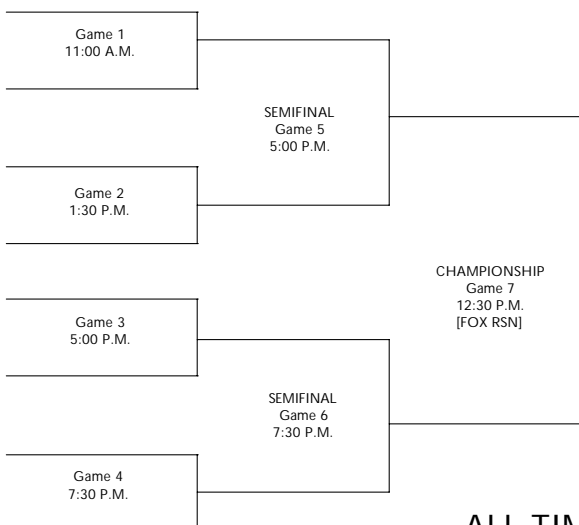 Game 1
11:00 A.M.
SEMIFINAL
Game 5
5:00 P.M.
Game 2
1:30 P.M.
CHAMPIONSHIP
Game 7
12:30 P.M.
[FOX RSN]
Game 3
5:00 P.M.
SEMIFINAL
Game 6
7:30 P.M.
Game 4
7:30 P.M.
ALL